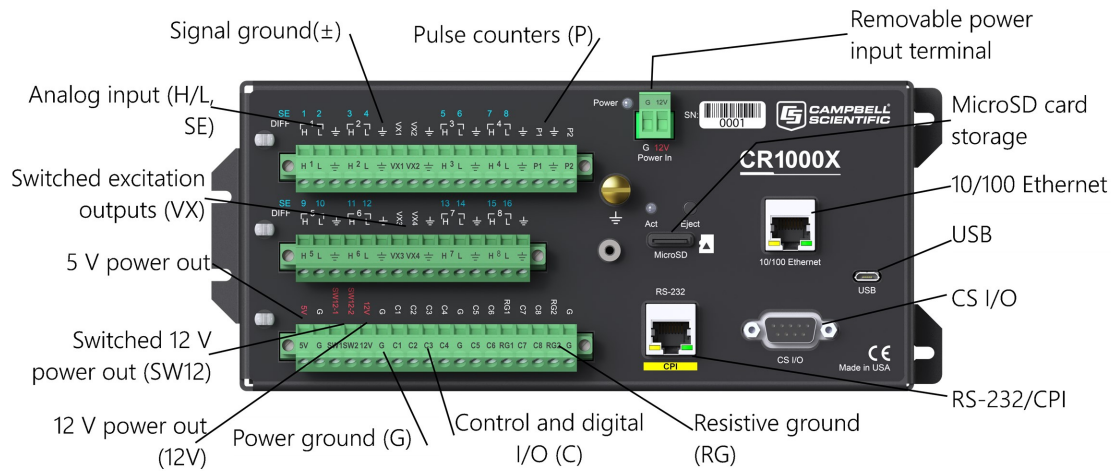 Signal ground(±)
Pulse counters (P)
Removable power
input terminal
Analog input (H/L,
SE)
MicroSD card
storage
Switched excitation
outputs (VX)
10/100 Ethernet
5 V power out
USB
CS I/O
Switched 12 V
power out (SW12)
RS-232/CPI
12 V power out
(12V)
Power ground (G)
Control and digital
I/O (C)
Resistive ground
(RG)
SE 1 2 3 4 5 6 7 8
DIFF 1 2 VX1 VX2 3 4 P1 P2
H L H L H L H L
H 1 L H 2 L VX1 VX2 H 3 L H 4 L P1 P2
SE 9 10 11 12 13 14 15 16
DIFF 5 6 VX3 VX4 7 8
H L H L H L H L
H 5 L H 6 L VX3 VX4 H 7 L H 8 L
5V G SW12-1 SW12-2 12V G C1 C2 C3 C4 G C5 C6 RG1 C7 C8 RG2 G
5V G SW1 SW2 12V G C1 C2 C3 C4 G C5 C6 RG1 C7 C8 RG2 G
Power
G 12V
G 12V
Power In
SN:
0001
CAMPBELL
SCIENTIFIC
CR1000X
Act Eject
MicroSD
10/100 Ethernet
USB
RS-232
CPI
CS I/O
CE
Made in USA